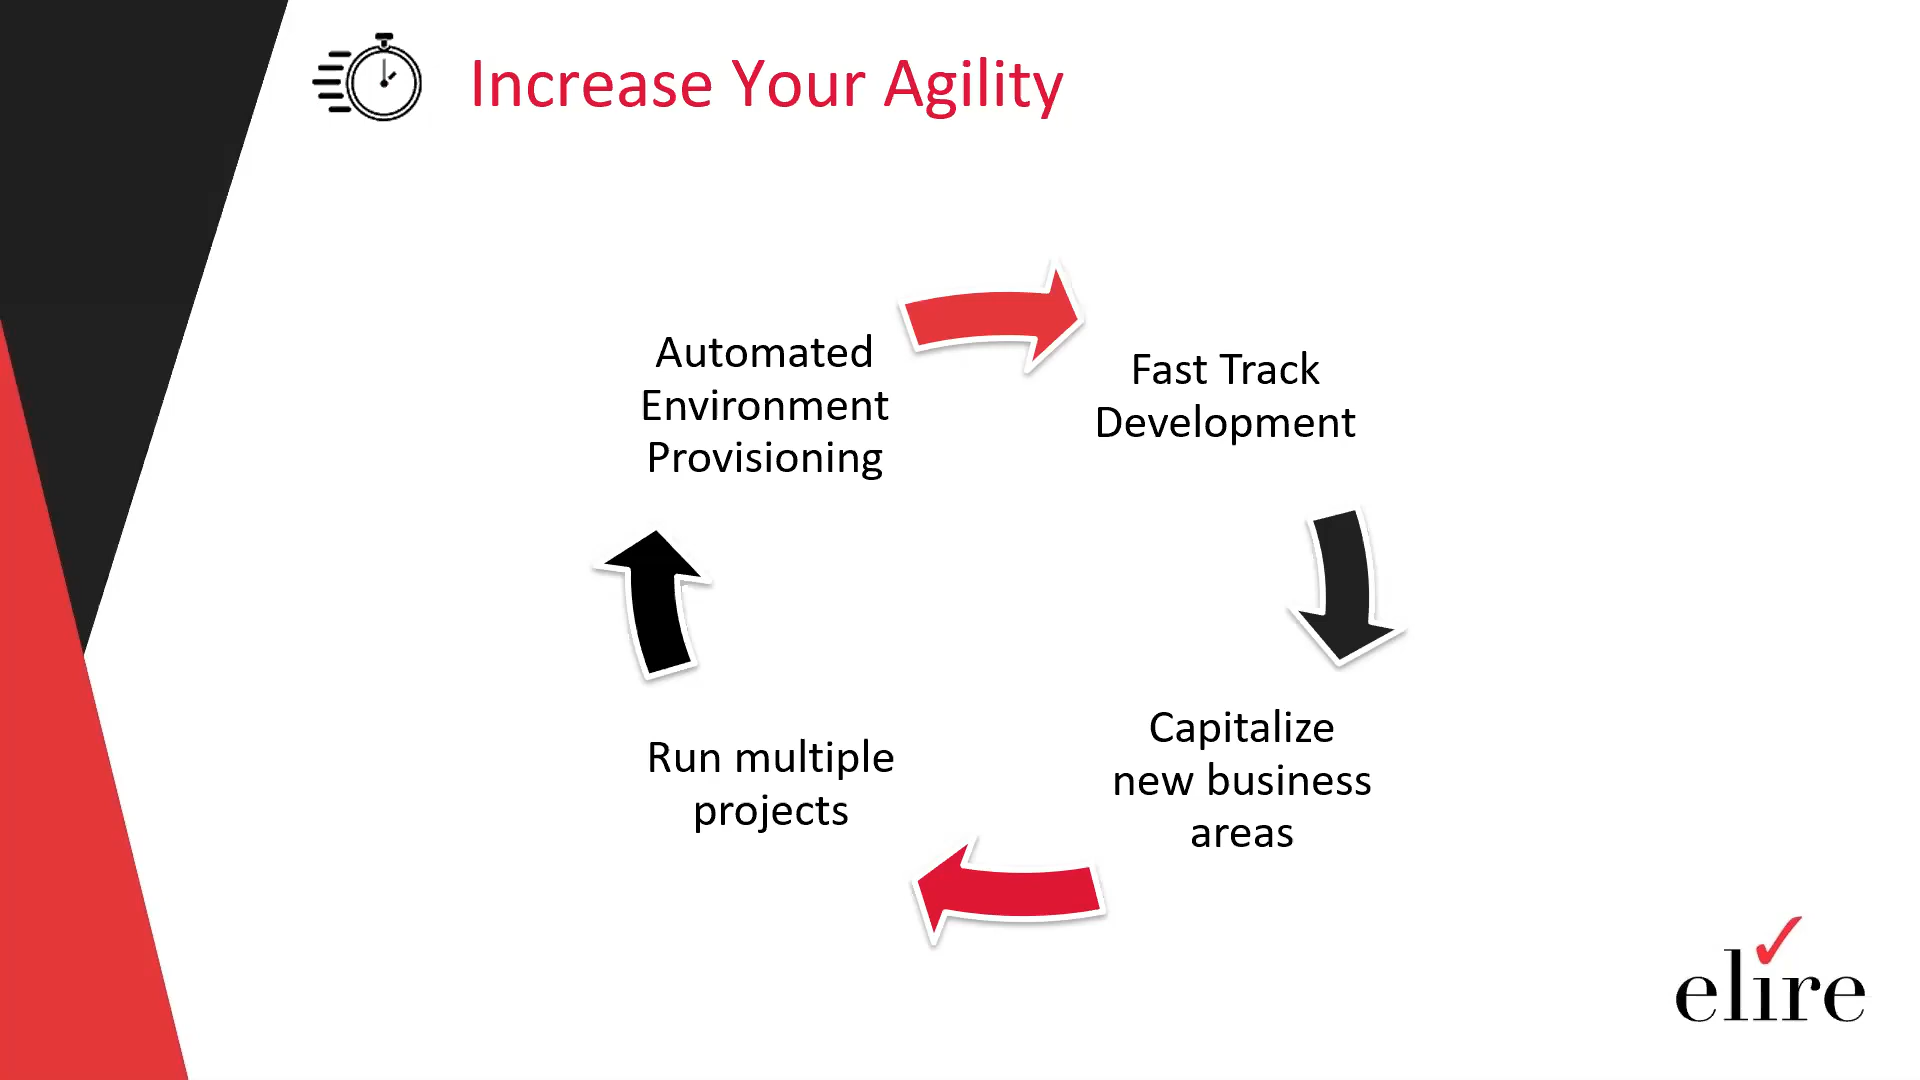 Increase Your Agility
Automated
Environment
Provisioning
Fast Track
Development
Capitalize
new business
areas
Run multiple
projects
elire